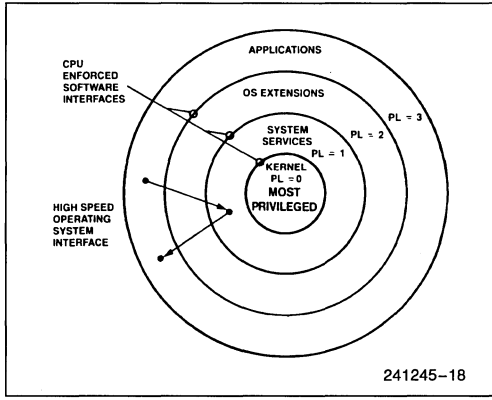 APPLICATIONS
CPU
ENFORCED
SOFTWARE
INTERFACES
OS EXTENSIONS
SYSTEM
SERVICES
PL = 3
PL = 2
PL = 1
KERNEL
PL = 0
MOST
PRIVILEGED
HIGH SPEED
OPERATING
SYSTEM
INTERFACE
241245-18